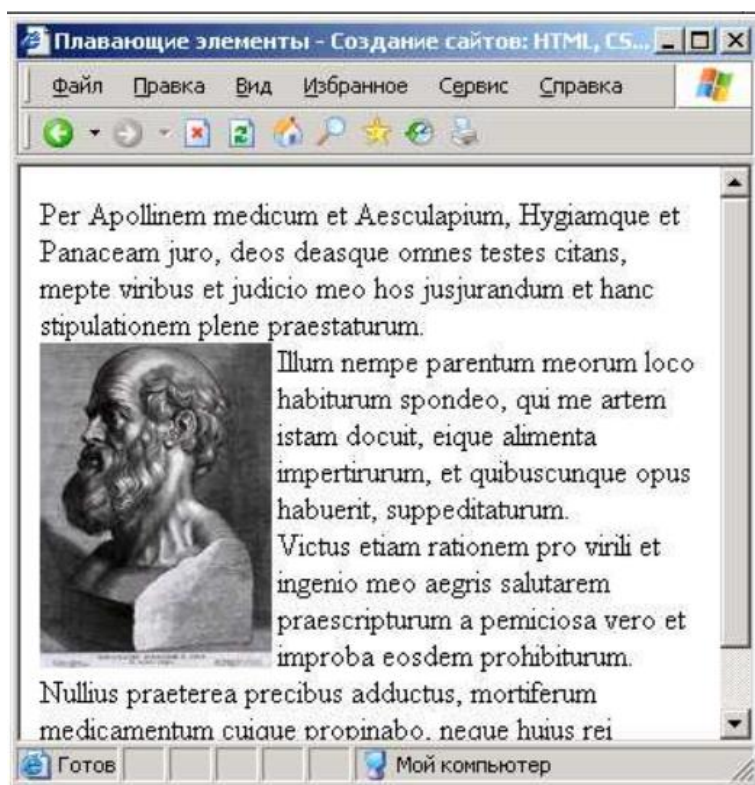 Плавающие элементы - Создание сайтов: HTML, CS...
Файл Правка Вид Избранное Сервис Справка
Per Apollinem medicum et Aesculapium, Hygiamque et
Panaceam juro, deos deasque omnes testes citans,
mepte viribus et judicio meo hos jusjurandum et hanc
stipulationem plene praestaturum.
Illum nempe parentum meorum loco
habiturum spondeo, qui me artem
istam docuit, eique alimenta
impertirurum, et quibuscunque opus
habuerit, suppeditaturum.
Victus etiam rationem pro virili et
ingenio meo aegris salutarem
praescripturum a pemiciosa vero et
improba eosdem prohibiturum.
Nullius praeterea precibus adductus, mortiferum
medicamentum cuique propinabo, neque huius rei
Готов Мой компьютер